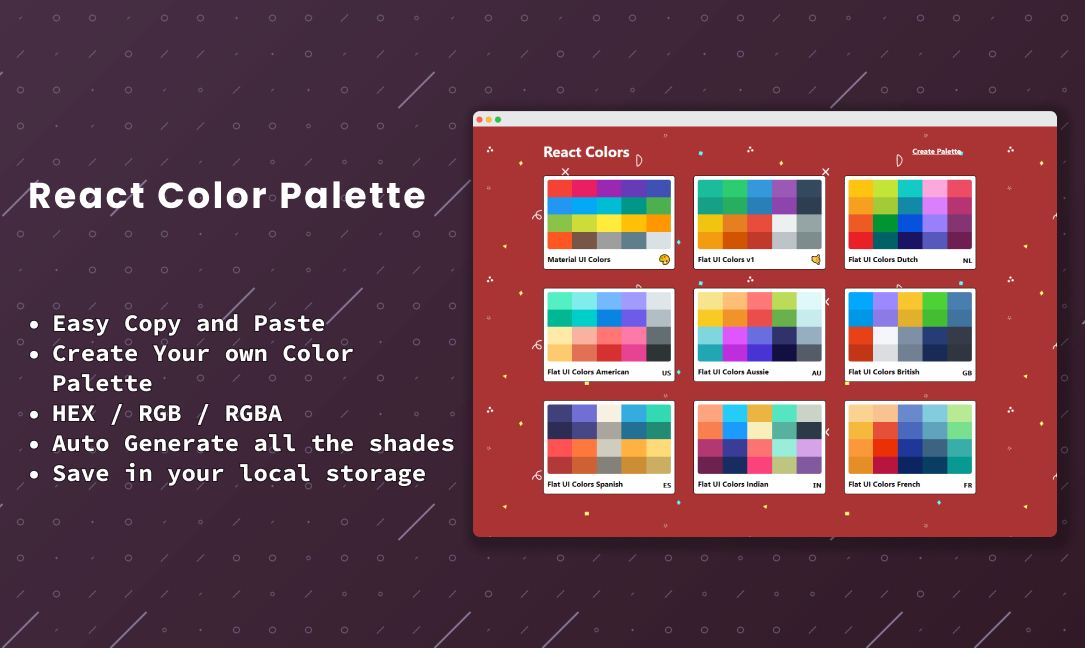 React Color Palette
• Easy Copy and Paste
• Create Your own Color
Palette
• HEX / RGB / RGBA
• Auto Generate all the shades
• Save in your local storage
React Colors
Create Palette
Material UI Colors 🎨
Flat UI Colors v1
Flat UI Colors Dutch NL
Flat UI Colors American US
Flat UI Colors Aussie AU
Flat UI Colors British GB
Flat UI Colors Spanish ES
Flat UI Colors Indian IN
Flat UI Colors French FR